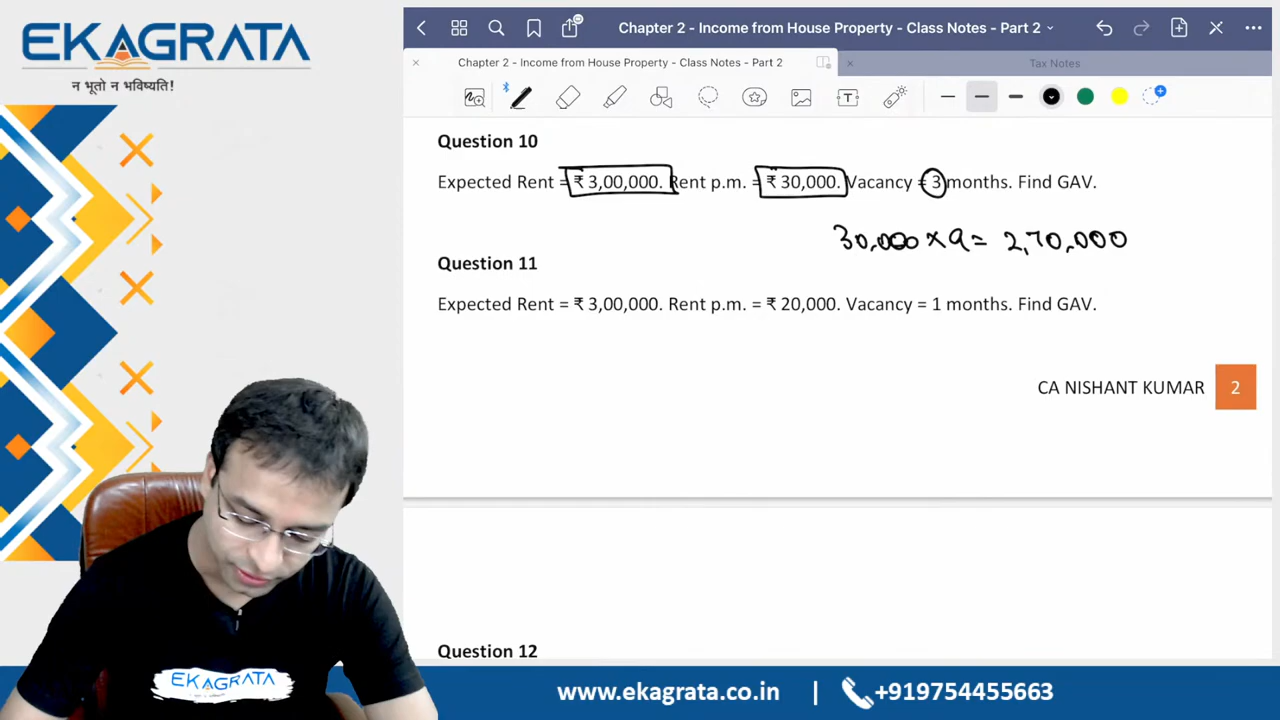 EKAGRATA
न भूतो न भविष्यति!
Chapter 2 - Income from House Property - Class Notes - Part 2
Chapter 2 - Income from House Property - Class Notes - Part 2
Tax Notes
Question 10
Expected Rent = ₹ 3,00,000. Rent p.m. = ₹ 30,000. Vacancy = 3 months. Find GAV.
30,000 × 9 = 2,70,000
Question 11
Expected Rent = ₹ 3,00,000. Rent p.m. = ₹ 20,000. Vacancy = 1 months. Find GAV.
CA NISHANT KUMAR 2
Question 12
EKAGRATA
www.ekagrata.co.in | +919754455663